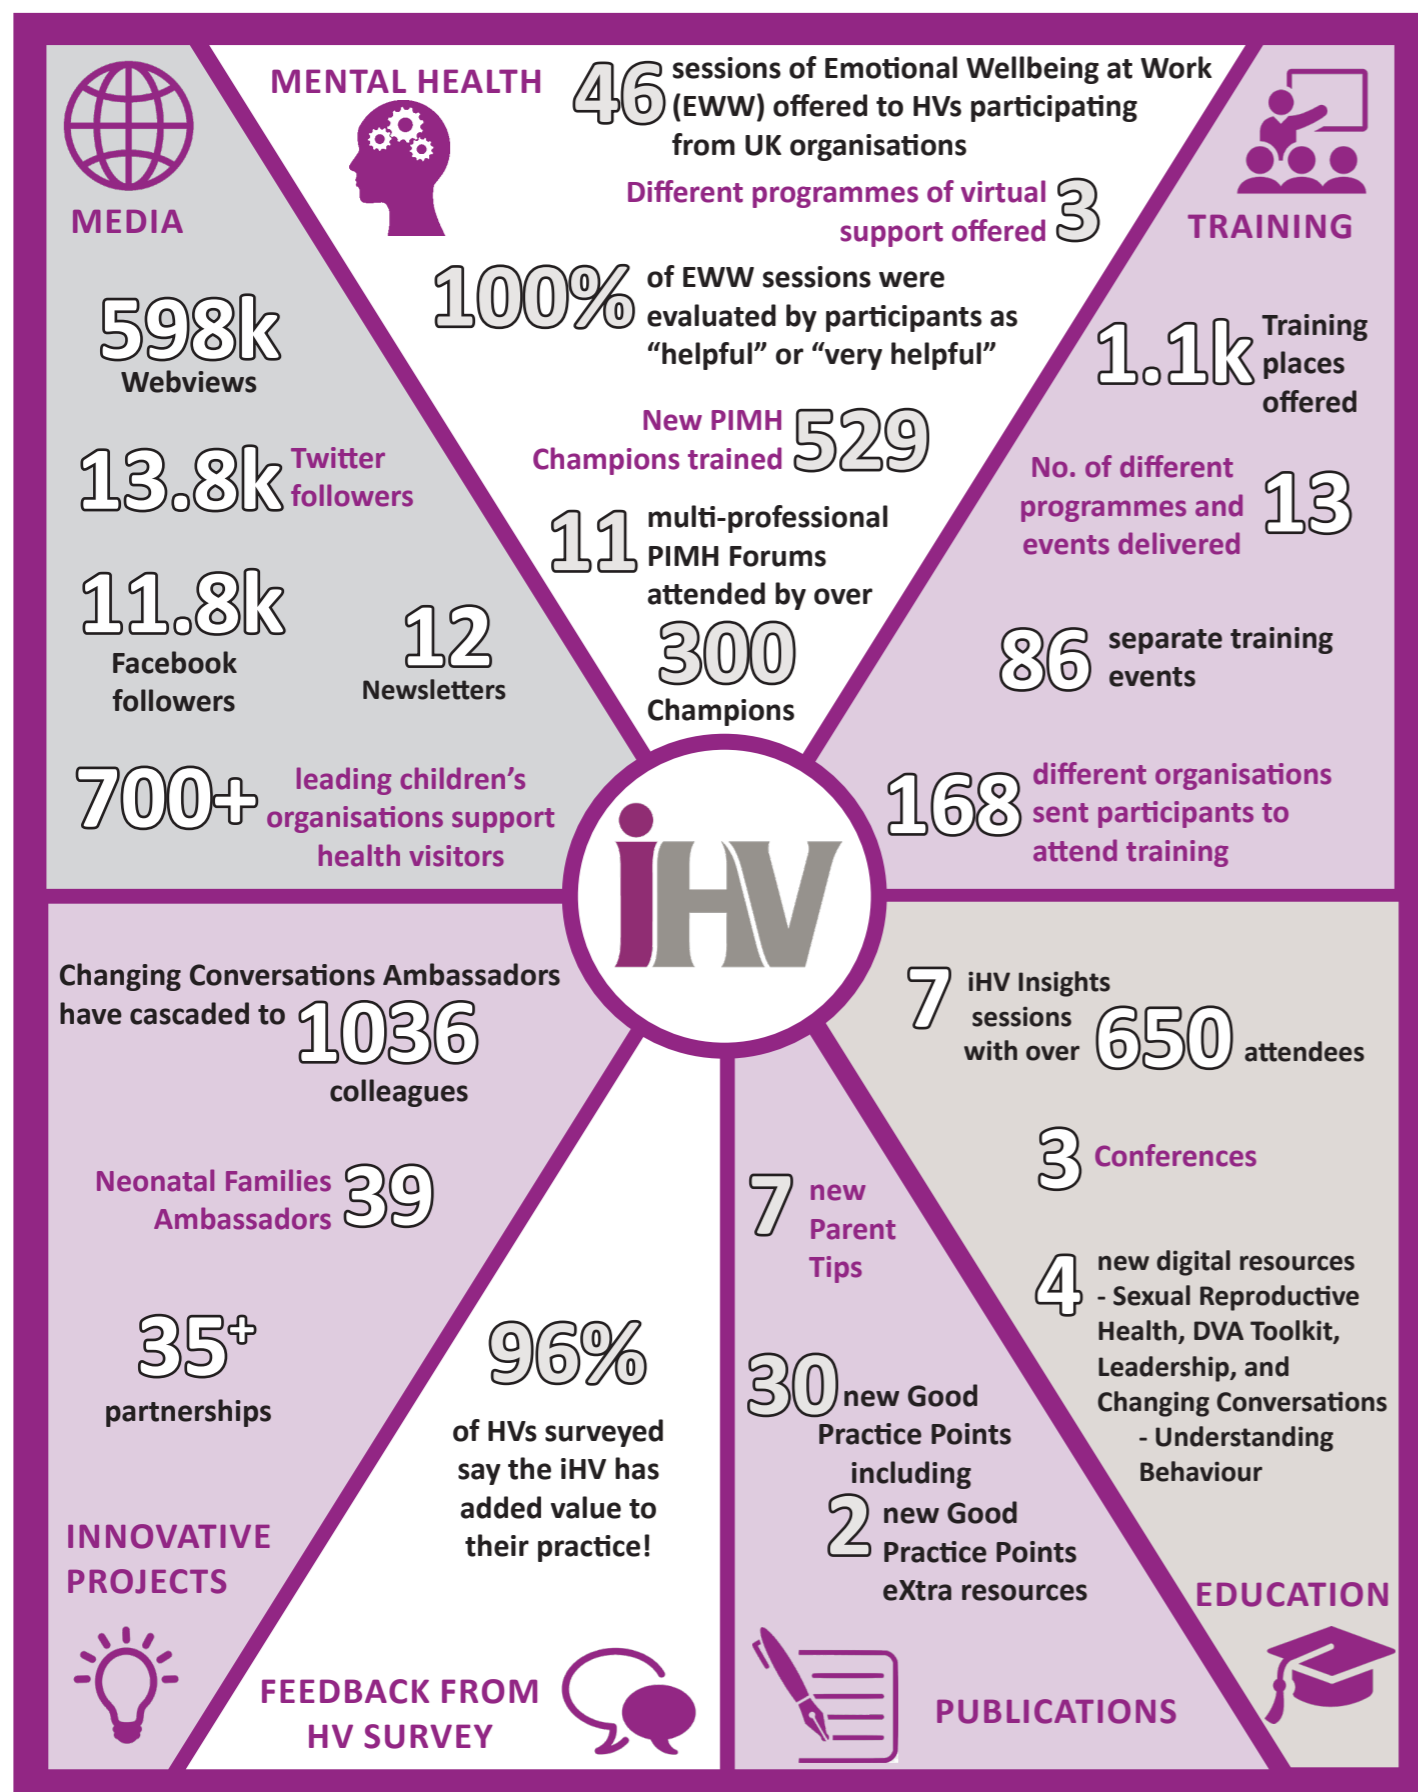 MEDIA
598k
Webviews
13.8k Twitter
followers
11.8k
Facebook
followers
12
Newsletters
700+ leading children’s
organisations support
health visitors
MENTAL HEALTH
46 sessions of Emotional Wellbeing at Work
(EWW) offered to HVs participating
from UK organisations
Different programmes of virtual
support offered 3
100% of EWW sessions were
evaluated by participants as
“helpful” or “very helpful”
New PIMH
Champions trained 529
11 multi-professional
PIMH Forums
attended by over
300
Champions
TRAINING
1.1k Training
places
offered
No. of different
programmes and
events delivered 13
86 separate training
events
168 different organisations
sent participants to
attend training
iHV
Changing Conversations Ambassadors
have cascaded to 1036
colleagues
Neonatal Families
Ambassadors 39
35+
partnerships
INNOVATIVE
PROJECTS
96%
of HVs surveyed
say the iHV has
added value to
their practice!
FEEDBACK FROM
HV SURVEY
7 new
Parent
Tips
30 new Good
Practice Points
including
2 new Good
Practice Points
eXtra resources
PUBLICATIONS
7 iHV Insights
sessions
with over 650 attendees
3 Conferences
4 new digital resources
- Sexual Reproductive
Health, DVA Toolkit,
Leadership, and
Changing Conversations
- Understanding
Behaviour
EDUCATION